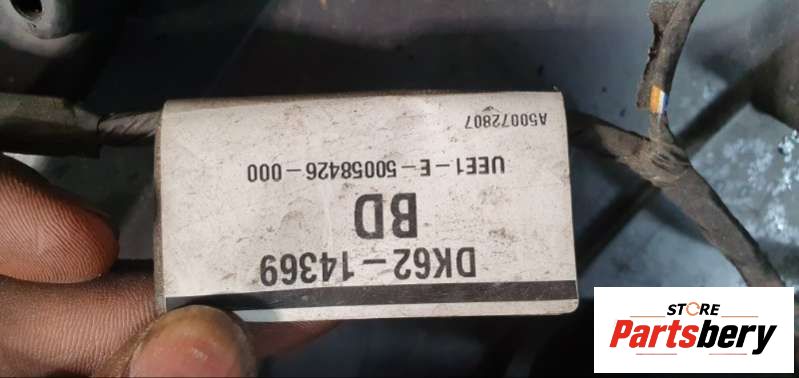 DK62-14369
BD
UEE1-E-50058426-000
A50072807
STORE
Partsbery